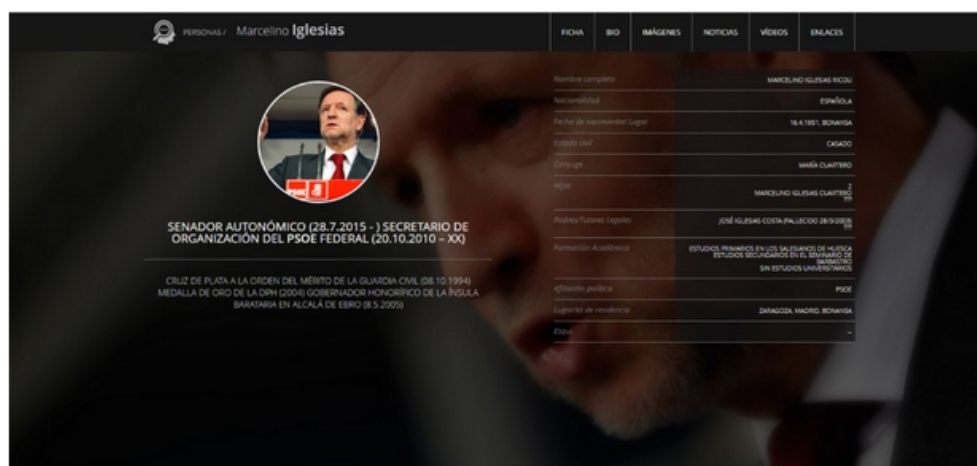 PERSONAS / Marcelino Iglesias
FICHA BIO IMÁGENES NOTICIAS VÍDEOS ENLACES
SENADOR AUTONÓMICO (28.7.2015 - ) SECRETARIO DE
ORGANIZACIÓN DEL PSOE FEDERAL (20.10.2010 – XX)
CRUZ DE PLATA A LA ORDEN DEL MÉRITO DE LA GUARDIA CIVIL (08.10.1994)
MEDALLA DE ORO DE LA DPH (2004) GOBERNADOR HONORÍFICO DE LA ÍNSULA
BARATARIA EN ALCALÁ DE EBRO (8.5.2005)
Nombre completo MARCELINO IGLESIAS RICOU
Nacionalidad ESPAÑOLA
Fecha de nacimiento/ Lugar 16.4.1951, BONANSA
Estado civil CASADO
Cónyuge MARÍA CUARTERO
Hijos 2
MARCELINO IGLESIAS CUARTERO
???
Padres/Tutores Legales JOSÉ IGLESIAS COSTA (FALLECIDO 28/9/2008)
???
Formación Académica ESTUDIOS PRIMARIOS EN LOS SALESIANOS DE HUESCA
ESTUDIOS SECUNDARIOS EN EL SEMINARIO DE
BARBASTRO
SIN ESTUDIOS UNIVERSITARIOS
Afiliación política PSOE
Lugar/es de residencia ZARAGOZA, MADRID, BONANSA
PSOE